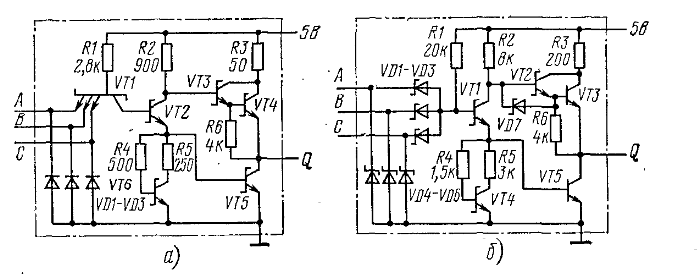 5В
R1
2,8к
R2
900
R3
50
VT1
VT3
VT4
A
B
C
VT2
R4
500
R5
250
R6
4к
Q
VT6
VD1-VD3
VT5
а)
5В
R1
20к
R2
8к
R3
200
A
VD1-VD3
VT1
VT2
VT3
B
VD7
R6
4к
C
Q
R4
1,5к
R5
3к
VD4-VD6
VT4
VT5
б)